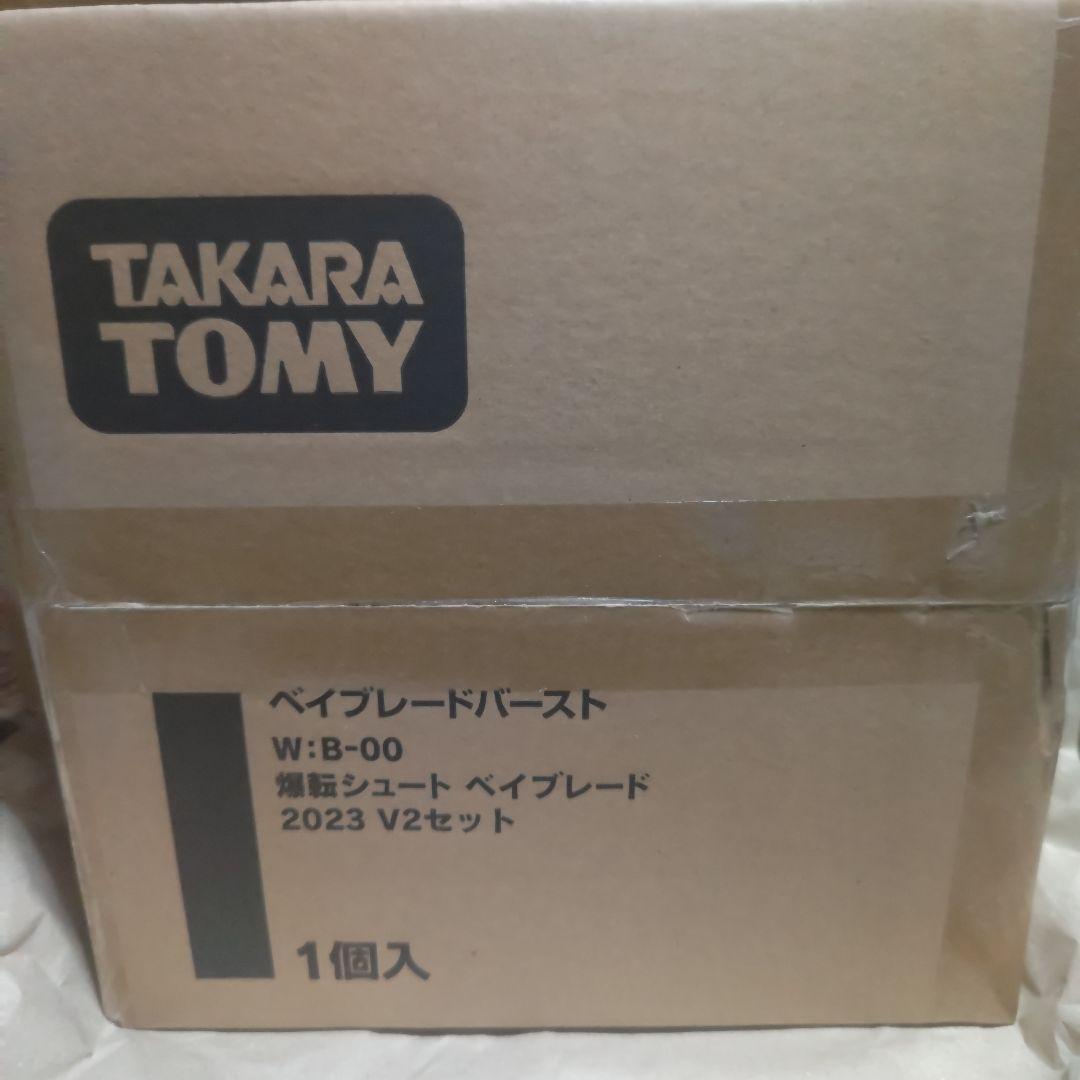 TAKARA
TOMY
ベイブレードバースト
W:B-00
爆転シュート ベイブレード
2023 V2セット
1個入